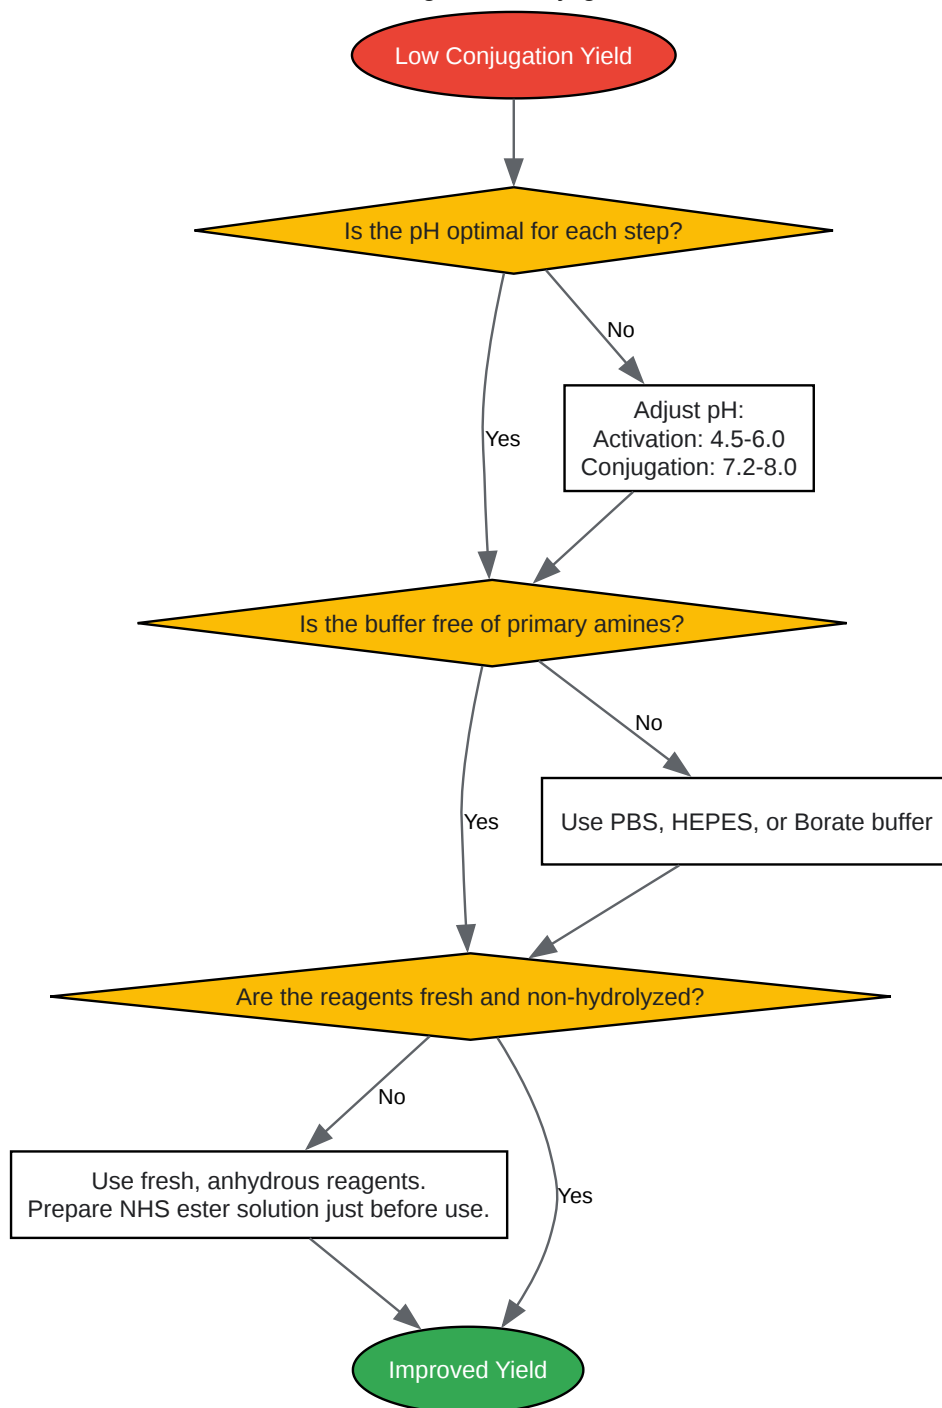 Low Conjugation Yield
Is the pH optimal for each step?
No
Adjust pH:
Activation: 4.5-6.0
Conjugation: 7.2-8.0
Yes
Is the buffer free of primary amines?
No
Use PBS, HEPES, or Borate buffer
Yes
Are the reagents fresh and non-hydrolyzed?
No
Use fresh, anhydrous reagents.
Prepare NHS ester solution just before use.
Yes
Improved Yield